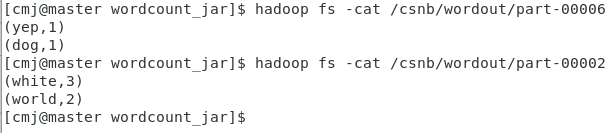 [cmj@master wordcount_jar]$ hadoop fs -cat /csnb/wordout/part-00006
(yep,1)
(dog,1)
[cmj@master wordcount_jar]$ hadoop fs -cat /csnb/wordout/part-00002
(white,3)
(world,2)
[cmj@master wordcount_jar]$